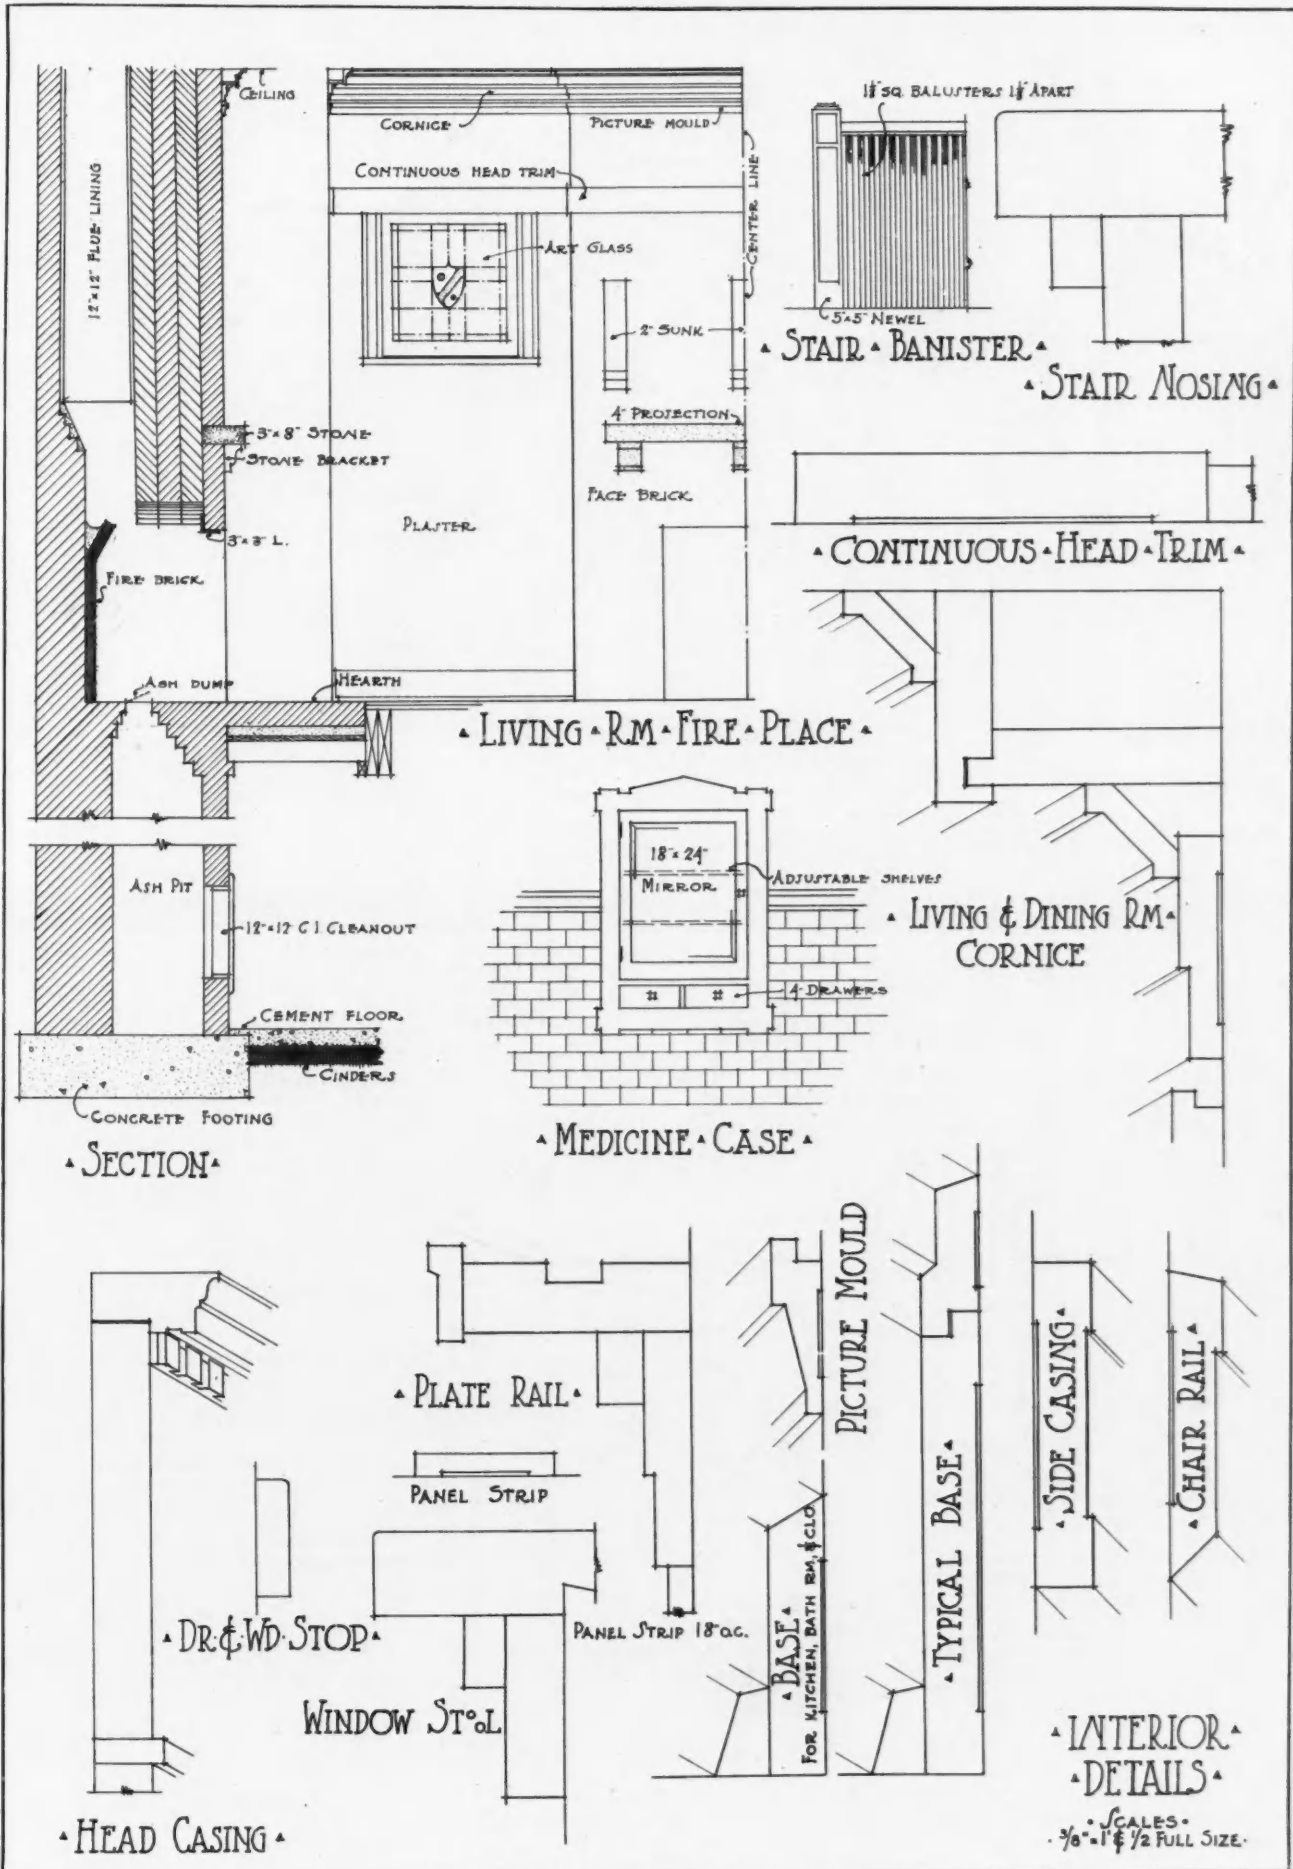 CEILING
CORNICE
PICTURE MOULD
CONTINUOUS HEAD TRIM
CENTER LINE
12"x12" FLUE LINING
ART GLASS
2" SUNK
4" PROJECTION
3"x8" STONE
STONE BRACKET
FACE BRICK
PLASTER
3"x3" L.
FIRE BRICK
ASH DUMP
HEARTH
LIVING RM FIRE PLACE
SQ. BALUSTERS APART
5"x5" NEWEL
STAIR BANISTER
STAIR NOSING
CONTINUOUS HEAD TRIM
ASH PIT
12"x12" C I CLEANOUT
CEMENT FLOOR
CINDERS
CONCRETE FOOTING
SECTION
18"x24"
MIRROR
ADJUSTABLE SHELVES
4" DRAWERS
MEDICINE CASE
LIVING & DINING RM
CORNICE
HEAD CASING
DR & WD STOP
PLATE RAIL
PANEL STRIP
WINDOW STOOL
PANEL STRIP 18" O.C.
PICTURE MOULD
BASE
FOR KITCHEN, BATH RM, & CLO.
TYPICAL BASE
SIDE CASING
CHAIR RAIL
INTERIOR
DETAILS
SCALES
3/8"=1' & 1/2 FULL SIZE